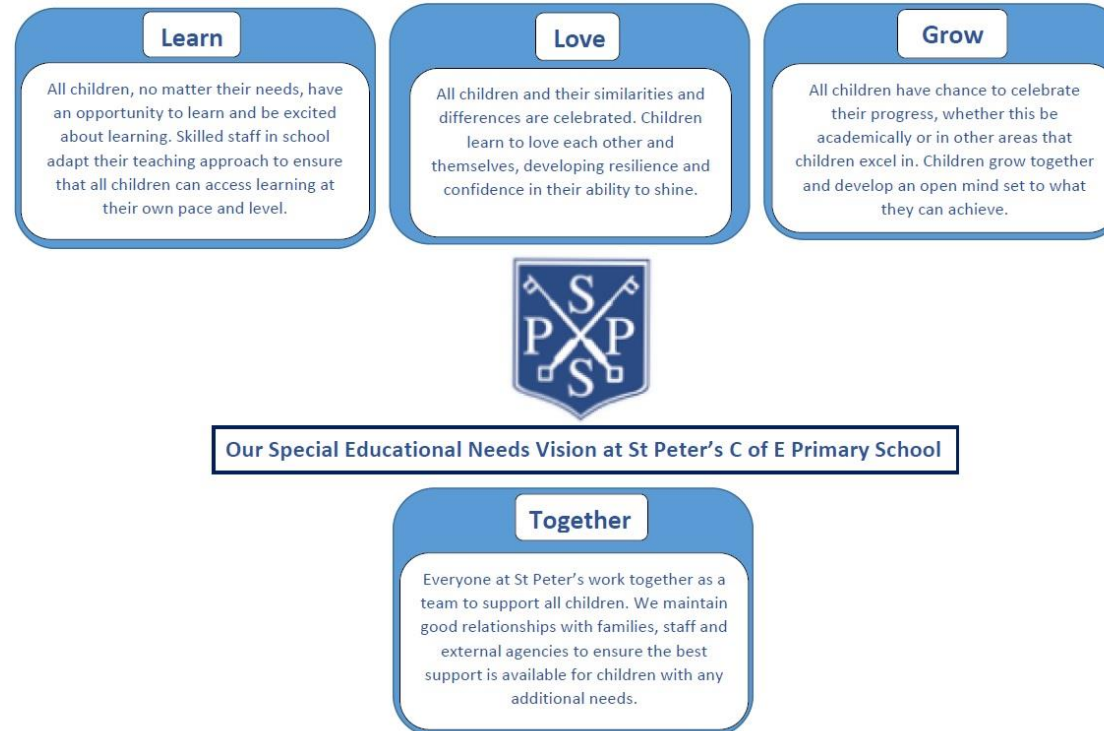 Learn
All children, no matter their needs, have
an opportunity to learn and be excited
about learning. Skilled staff in school
adapt their teaching approach to ensure
that all children can access learning at
their own pace and level.
Love
All children and their similarities and
differences are celebrated. Children
learn to love each other and
themselves, developing resilience and
confidence in their ability to shine.
Grow
All children have chance to celebrate
their progress, whether this be
academically or in other areas that
children excel in. Children grow together
and develop an open mind set to what
they can achieve.
S
P P
S
Our Special Educational Needs Vision at St Peter’s C of E Primary School
Together
Everyone at St Peter’s work together as a
team to support all children. We maintain
good relationships with families, staff and
external agencies to ensure the best
support is available for children with any
additional needs.